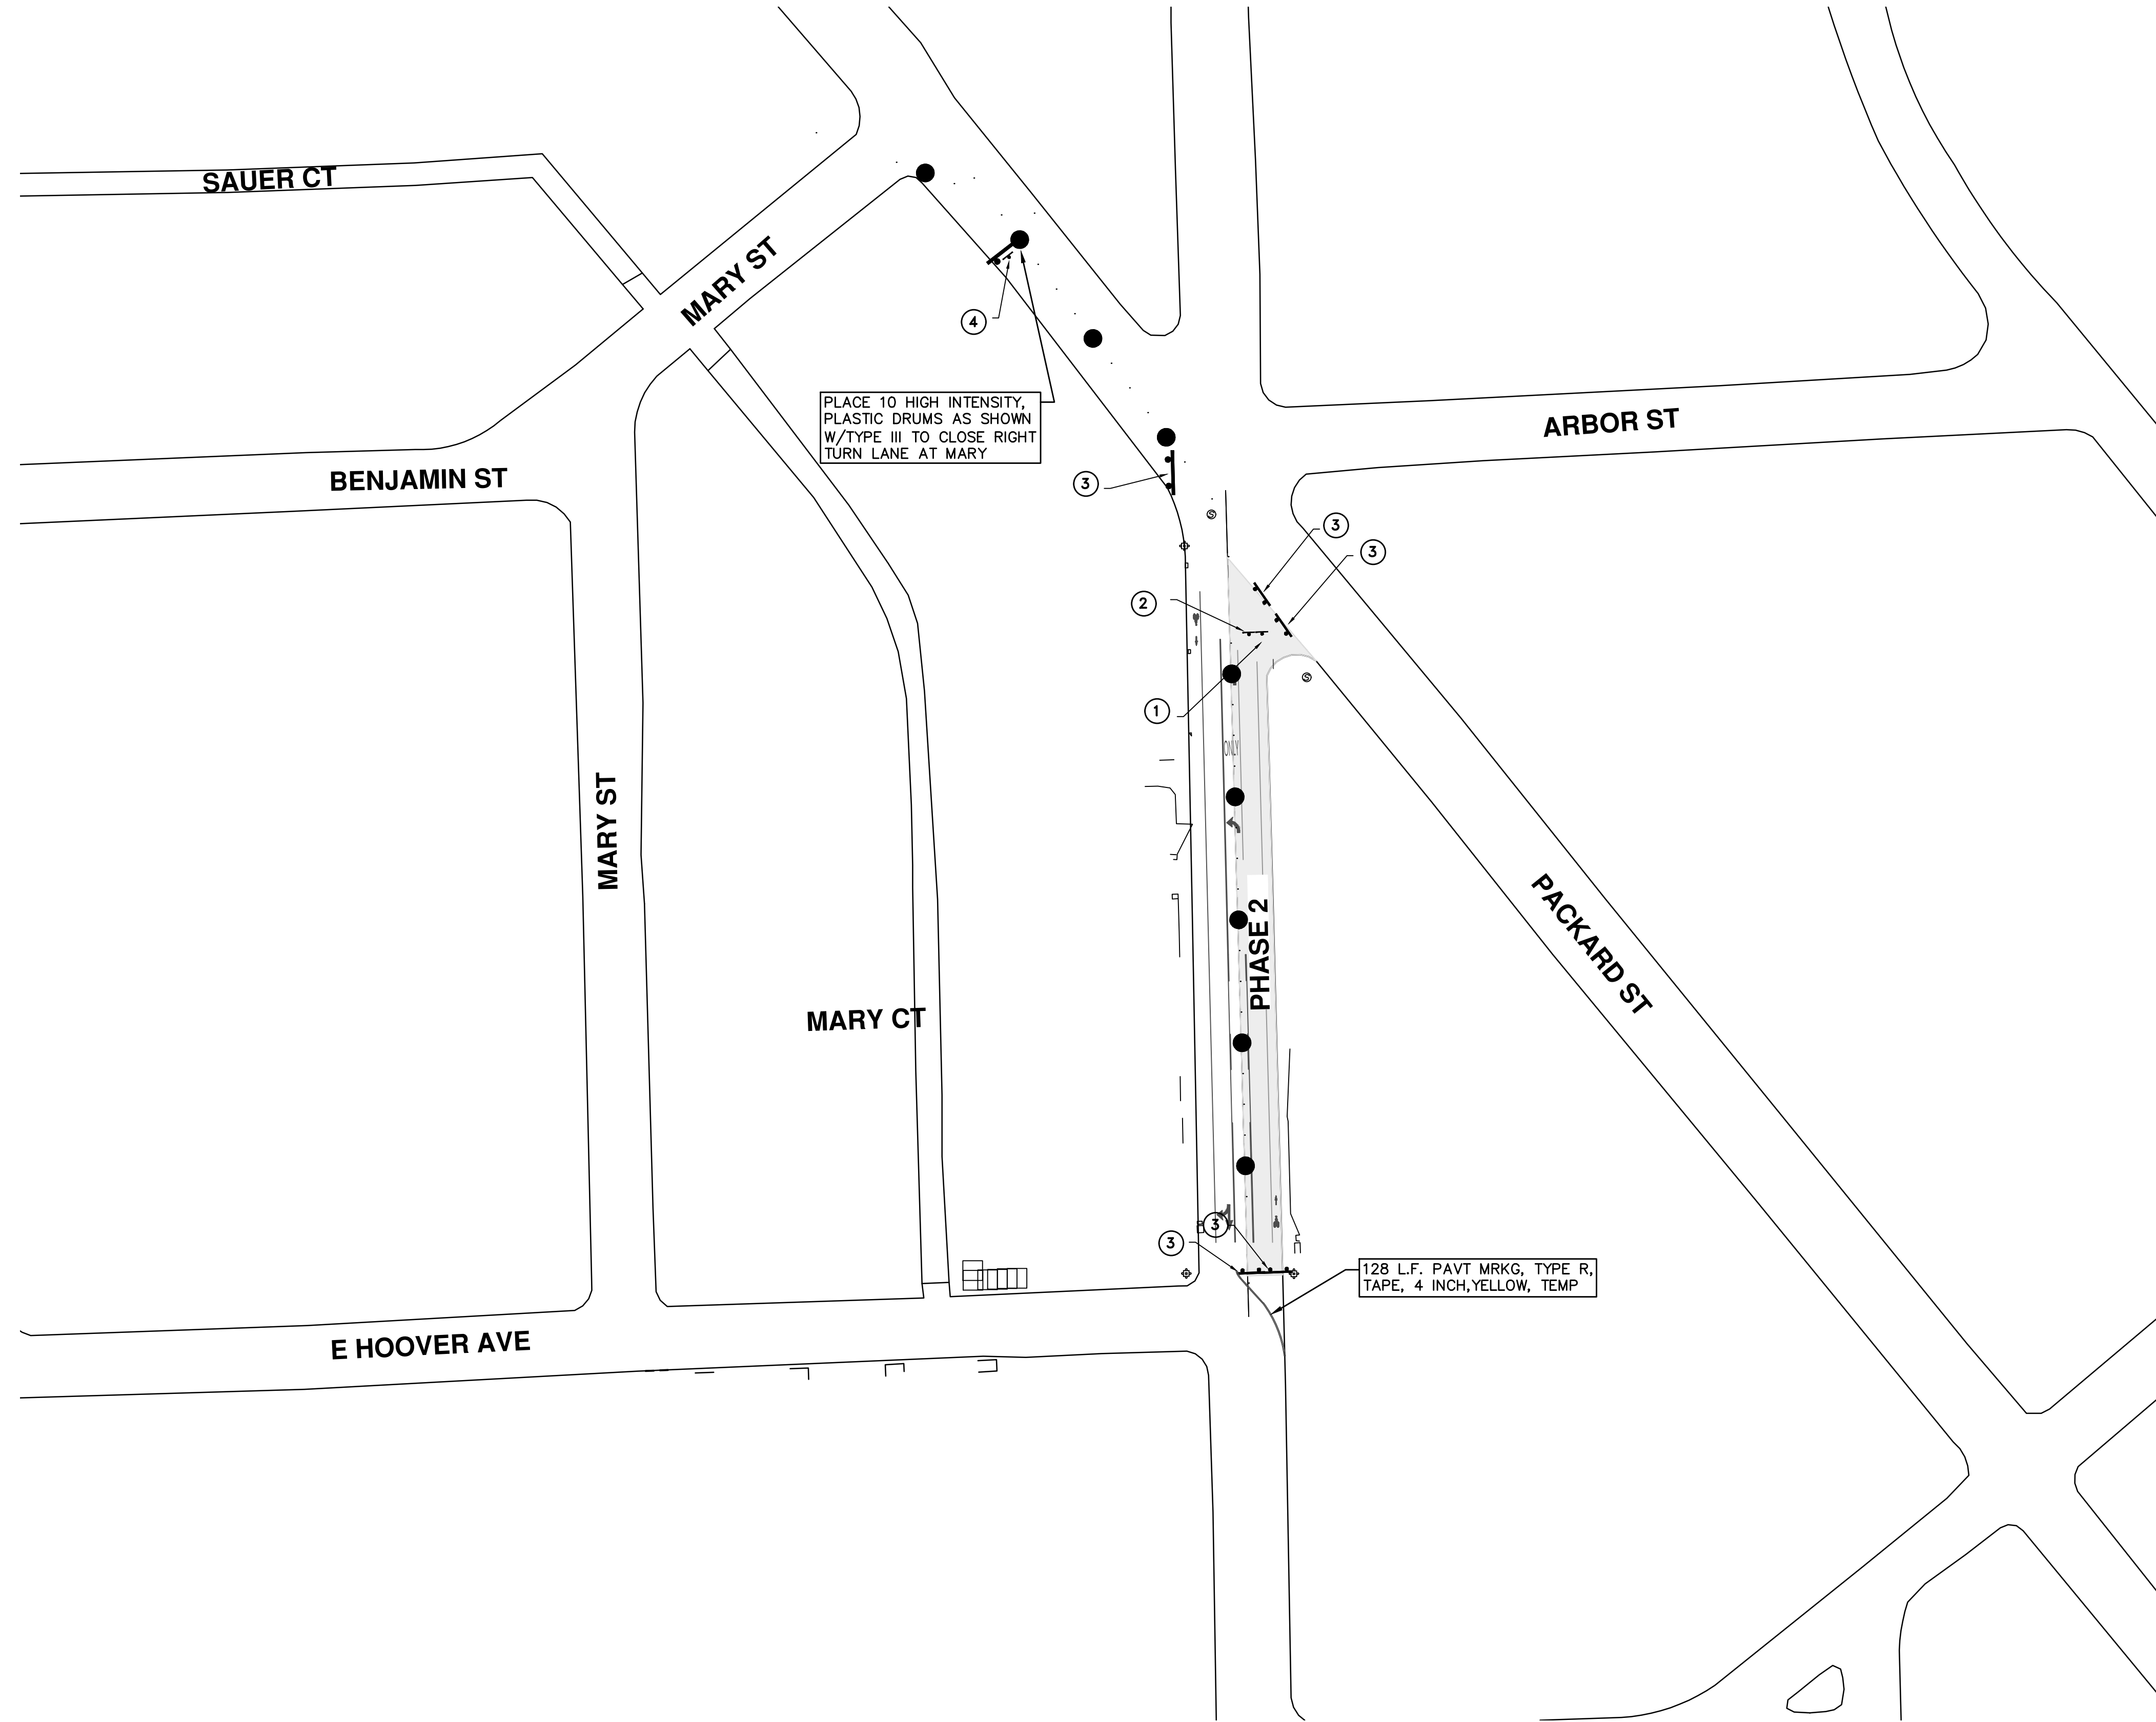 SAUER CT
MARY ST
4
PLACE 10 HIGH INTENSITY,
PLASTIC DRUMS AS SHOWN
W/TYPE III TO CLOSE RIGHT
TURN LANE AT MARY
ARBOR ST
BENJAMIN ST
3
S
3
3
2
S
1
ONLY
MARY ST
PHASE 2
PACKARD ST
MARY CT
3
3
128 L.F. PAVT MRKG, TYPE R,
TAPE, 4 INCH,YELLOW, TEMP
E HOOVER AVE